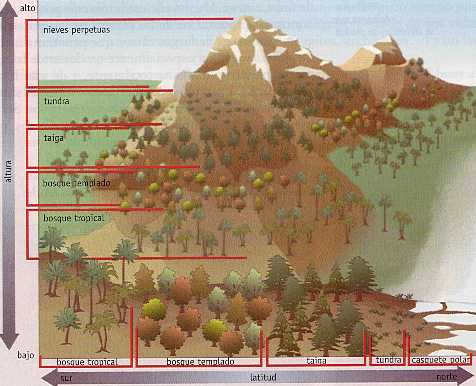 alto
nieves perpetuas
tundra
taiga
bosque templado
bosque tropical
altura
bajo
bosque tropical
bosque templado
taiga
tundra
casquete polar
sur
latitud
norte